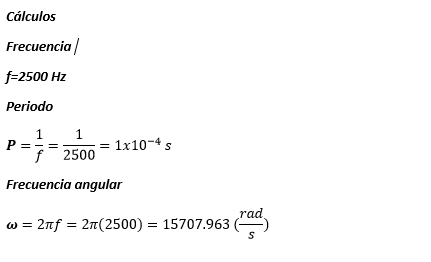 Cálculos
Frecuencia
f=2500 Hz
Periodo
P = 1/f = 1/2500 = 1x10⁻⁴ s
Frecuencia angular
ω = 2πf = 2π(2500) = 15707.963 (rad/s)